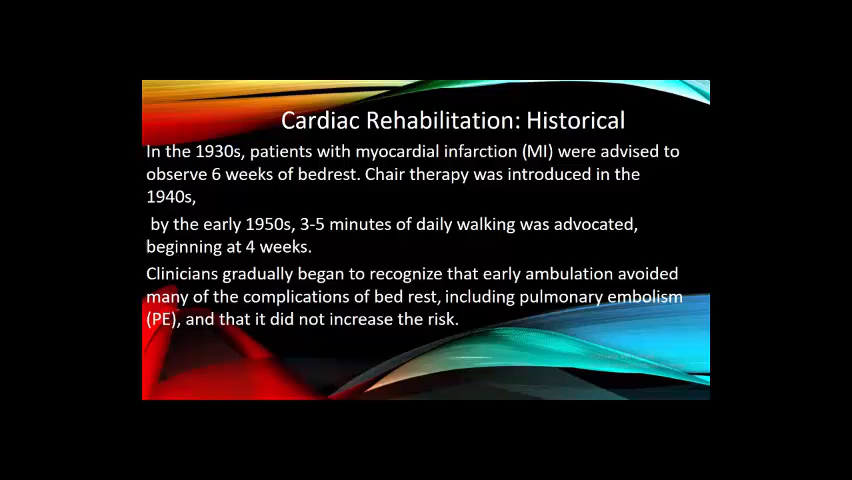 Cardiac Rehabilitation: Historical
In the 1930s, patients with myocardial infarction (MI) were advised to
observe 6 weeks of bedrest. Chair therapy was introduced in the
1940s,
by the early 1950s, 3-5 minutes of daily walking was advocated,
beginning at 4 weeks.
Clinicians gradually began to recognize that early ambulation avoided
many of the complications of bed rest, including pulmonary embolism
(PE), and that it did not increase the risk.